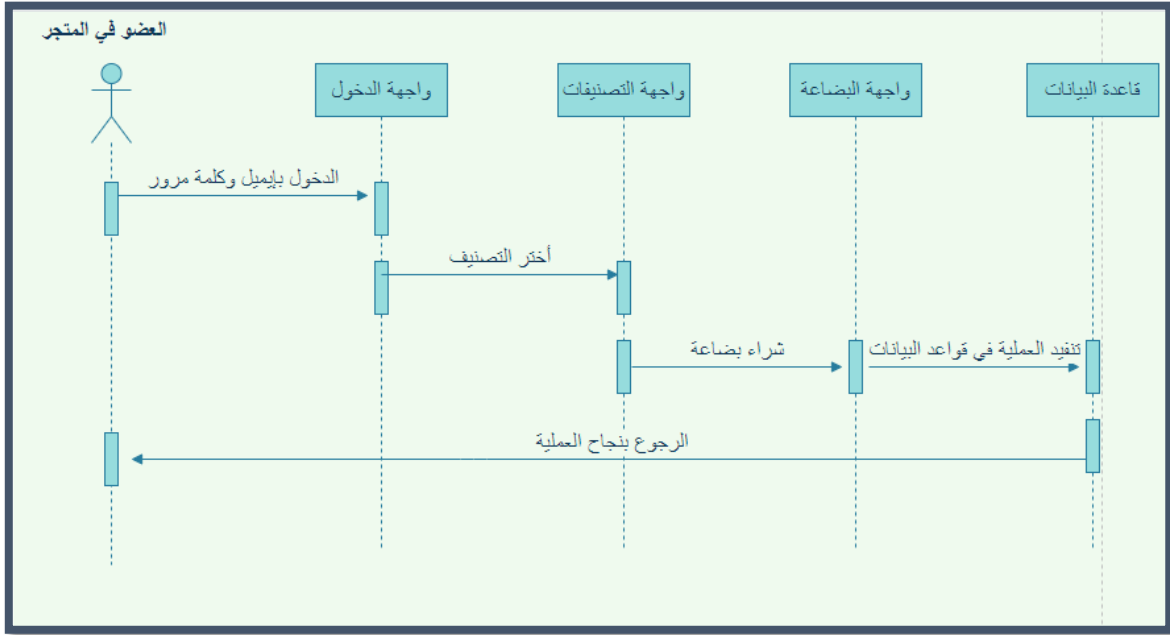 العضو في المتجر
واجهة الدخول
واجهة التصنيفات
واجهة البضاعة
قاعدة البيانات
الدخول بإيميل وكلمة مرور
أختر التصنيف
شراء بضاعة
تنفيد العملية في قواعد البيانات
الرجوع بنجاح العملية